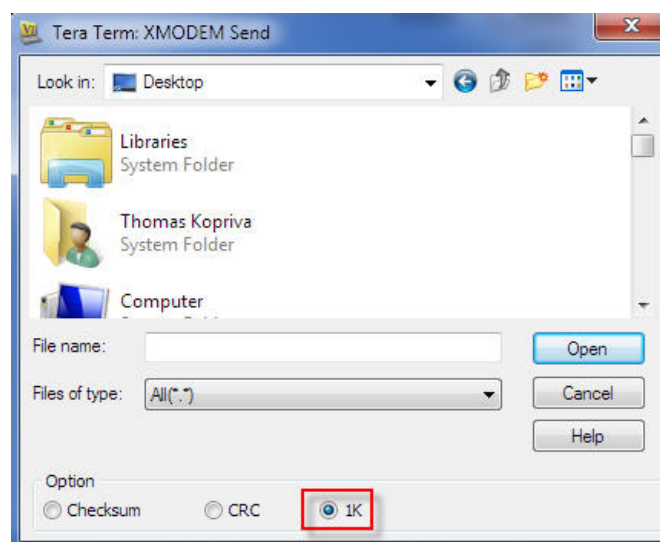 Tera Term: XMODEM Send
Look in: Desktop
Libraries
System Folder
Thomas Kopriva
System Folder
Computer
File name:
Open
Files of type: All(*.*)
Cancel
Help
Option
Checksum CRC 1K